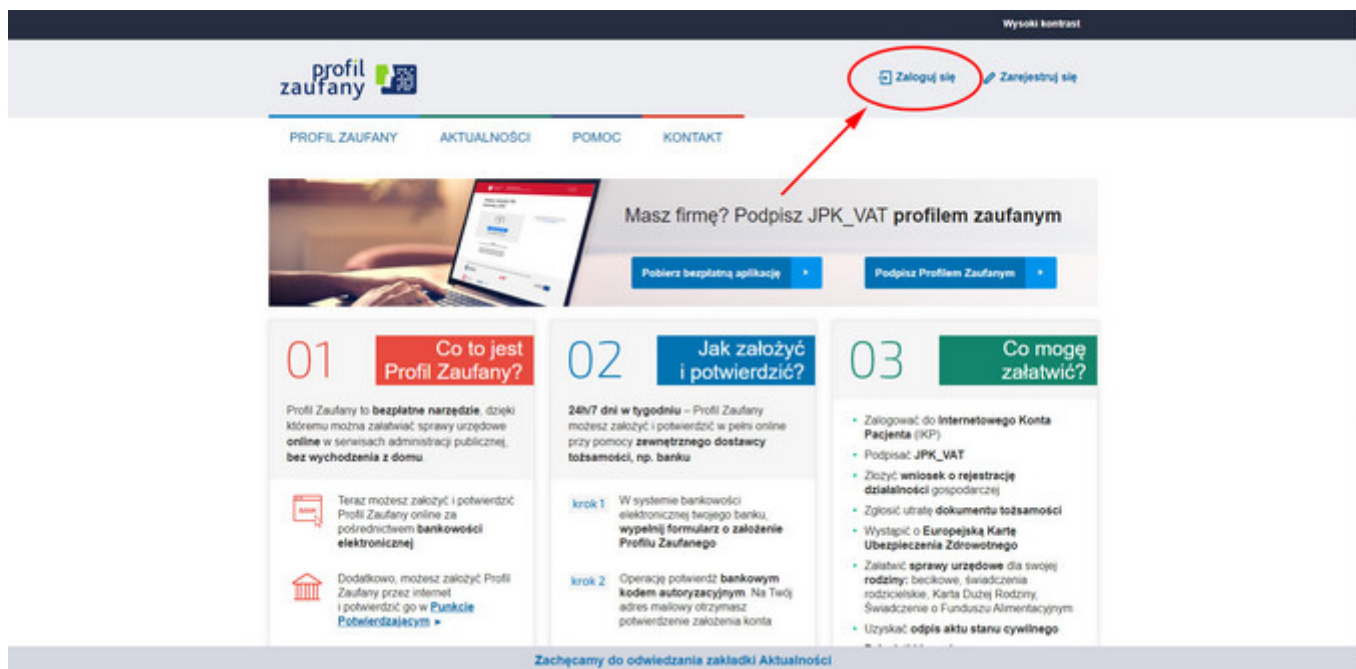 Wysoki kontrast
profil
zaufany
Zaloguj się
Zarejestruj się
PROFIL ZAUFANY
AKTUALNOŚCI
POMOC
KONTAKT
Masz firmę? Podpisz JPK_VAT profilem zaufanym
Pobierz bezpłatną aplikację
Podpisz Profilem Zaufanym
01
Co to jest
Profil Zaufany?
Profil Zaufany to bezpłatne narzędzie, dzięki
któremu można załatwiać sprawy urzędowe
online w serwisach administracji publicznej,
bez wychodzenia z domu.
Teraz możesz założyć i potwierdzić
Profil Zaufany online za
pośrednictwem bankowości
elektronicznej
Dodatkowo, możesz założyć Profil
Zaufany przez internet
i potwierdzić go w Punkcie
Potwierdzającym
02
Jak założyć
i potwierdzić?
24h/7 dni w tygodniu – Profil Zaufany
możesz założyć i potwierdzić w pełni online
przy pomocy zewnętrznego dostawcy
tożsamości, np. banku
krok 1
W systemie bankowości
elektronicznej twojego banku,
wypełnij formularz o założenie
Profilu Zaufanego
krok 2
Operację potwierdź bankowym
kodem autoryzacyjnym. Na Twój
adres mailowy otrzymasz
potwierdzenie założenia konta
03
Co mogę
załatwić?
Zalogować do Internetowego Konta
Pacjenta (IKP)
Podpisać JPK_VAT
Złożyć wniosek o rejestrację
działalności gospodarczej
Zgłosić utratę dokumentu tożsamości
Wystąpić o Europejską Kartę
Ubezpieczenia Zdrowotnego
Załatwić sprawy urzędowe dla swojej
rodziny: becikowe, świadczenia
rodzicielskie, Karta Dużej Rodziny,
Świadczenie o Funduszu Alimentacyjnym
Uzyskać odpis aktu stanu cywilnego
Zachęcamy do odwiedzania zakładki Aktualności